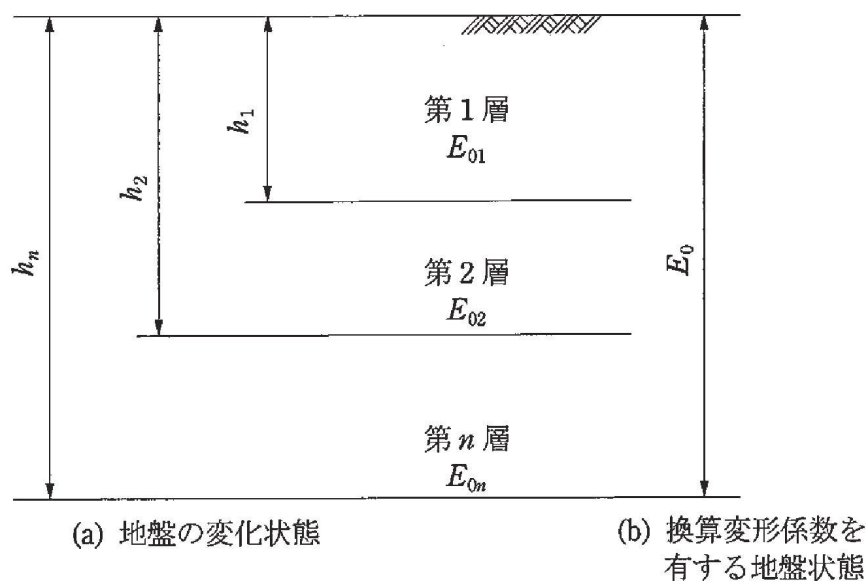 第1層
E₀₁
h₁
h₂
第2層
E₀₂
hₙ
E₀
第n層
E₀ₙ
(a) 地盤の変化状態
(b) 換算変形係数を
有する地盤状態